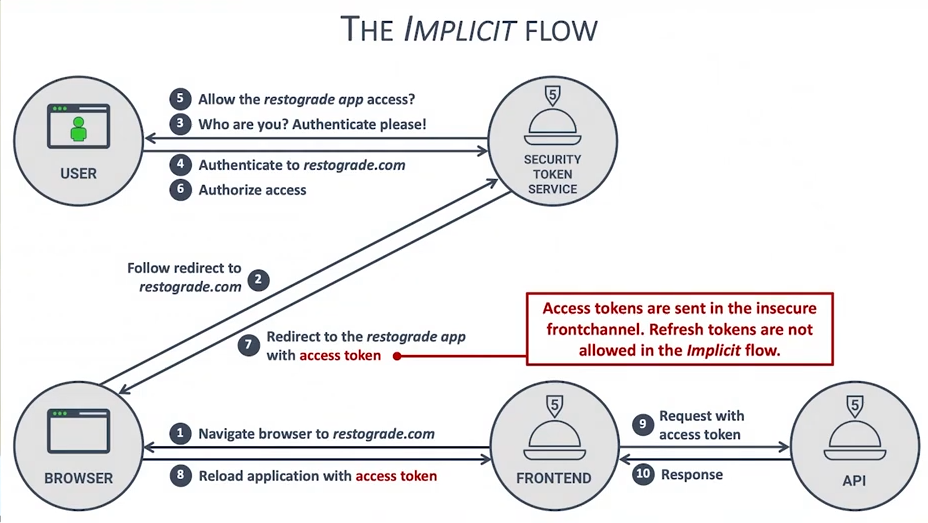 THE IMPLICIT FLOW
5 Allow the restograde app access?
3 Who are you? Authenticate please!
4 Authenticate to restograde.com
6 Authorize access
USER
5
SECURITY
TOKEN
SERVICE
Follow redirect to
restograde.com
2
7 Redirect to the restograde app
with access token
Access tokens are sent in the insecure
frontchannel. Refresh tokens are not
allowed in the Implicit flow.
BROWSER
1 Navigate browser to restograde.com
8 Reload application with access token
5
FRONTEND
9 Request with
access token
10 Response
5
API